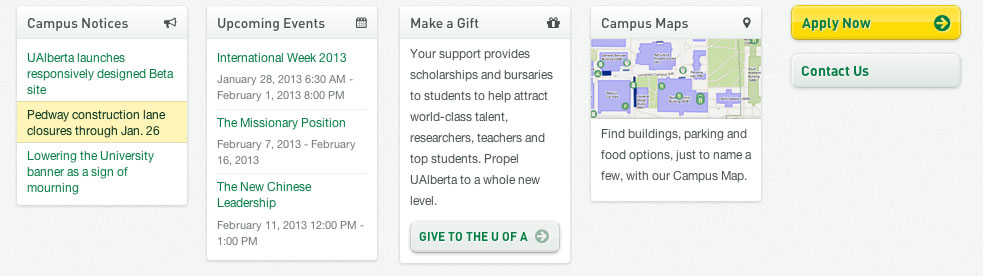 Campus Notices
UAlberta launches
responsively designed Beta
site
Pedway construction lane
closures through Jan. 26
Lowering the University
banner as a sign of
mourning
Upcoming Events
International Week 2013
January 28, 2013 6:30 AM -
February 1, 2013 8:00 PM
The Missionary Position
February 7, 2013 - February
16, 2013
The New Chinese
Leadership
February 11, 2013 12:00 PM -
1:00 PM
Make a Gift
Your support provides
scholarships and bursaries
to students to help attract
world-class talent,
researchers, teachers and
top students. Propel
UAlberta to a whole new
level.
GIVE TO THE U OF A
Campus Maps
Find buildings, parking and
food options, just to name a
few, with our Campus Map.
Apply Now
Contact Us